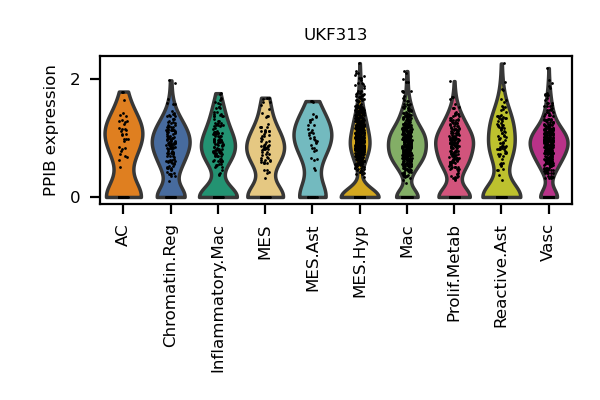 UKF313
PPIB expression
2
0
AC
Chromatin.Reg
Inflammatory.Mac
MES
MES.Ast
MES.Hyp
Mac
Prolif.Metab
Reactive.Ast
Vasc